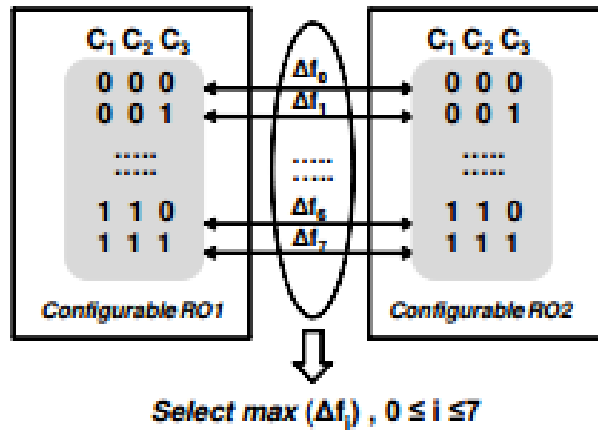 C1 C2 C3
0 0 0
0 0 1
.....
.....
1 1 0
1 1 1
Configurable RO1
Δf0
Δf1
.....
.....
Δf6
Δf7
C1 C2 C3
0 0 0
0 0 1
.....
.....
1 1 0
1 1 1
Configurable RO2
Select max (Δfi) , 0 ≤ i ≤7